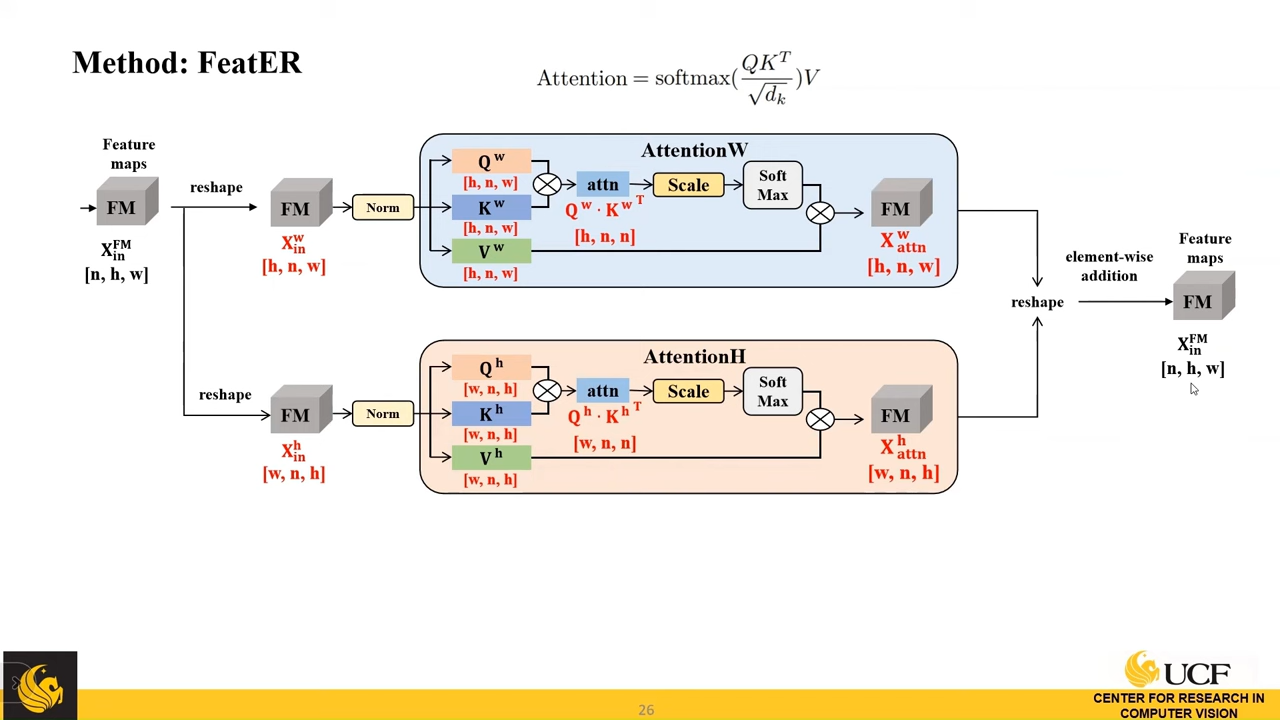 Method: FeatER
Attention = softmax(QK^T / √d_k)V
Feature
maps
FM
X_in^FM
[n, h, w]
reshape
FM
X_in^w
[h, n, w]
Norm
AttentionW
Q^w
[h, n, w]
K^w
[h, n, w]
V^w
[h, n, w]
attn
Q^w · K^w^T
[h, n, n]
Scale
Soft
Max
FM
X_attn^w
[h, n, w]
reshape
FM
X_in^h
[w, n, h]
Norm
AttentionH
Q^h
[w, n, h]
K^h
[w, n, h]
V^h
[w, n, h]
attn
Q^h · K^h^T
[w, n, n]
Scale
Soft
Max
FM
X_attn^h
[w, n, h]
reshape
element-wise
addition
Feature
maps
FM
X_in^FM
[n, h, w]
26
UCF
CENTER FOR RESEARCH IN
COMPUTER VISION